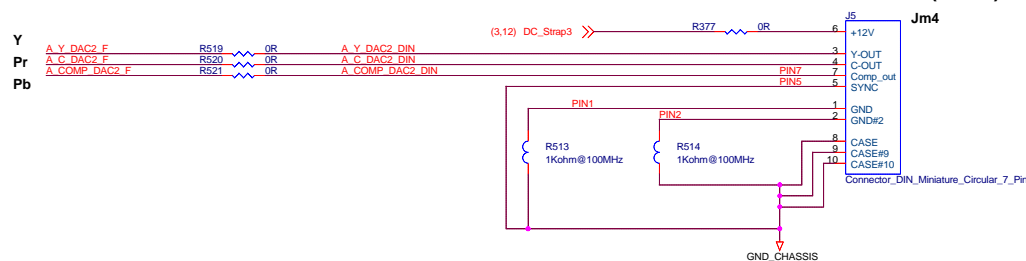 J5
Jm4
(3,12) DC_Strap3 R377 0R 6 +12V
Y
A_Y_DAC2_F R519 0R A_Y_DAC2_DIN 3 Y-OUT
Pr
A_C_DAC2_F R520 0R A_C_DAC2_DIN 4 C-OUT
A_COMP_DAC2_F R521 0R A_COMP_DAC2_DIN PIN7 7 Comp_out
Pb
PIN5 5 SYNC
PIN1 1 GND
PIN2 2 GND#2
R513
1Kohm@100MHz
R514
1Kohm@100MHz
8 CASE
9 CASE#9
10 CASE#10
Connector_DIN_Miniature_Circular_7_Pin
GND_CHASSIS